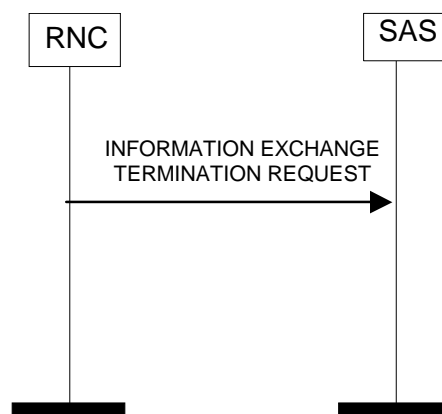 RNC
SAS
INFORMATION EXCHANGE
TERMINATION REQUEST